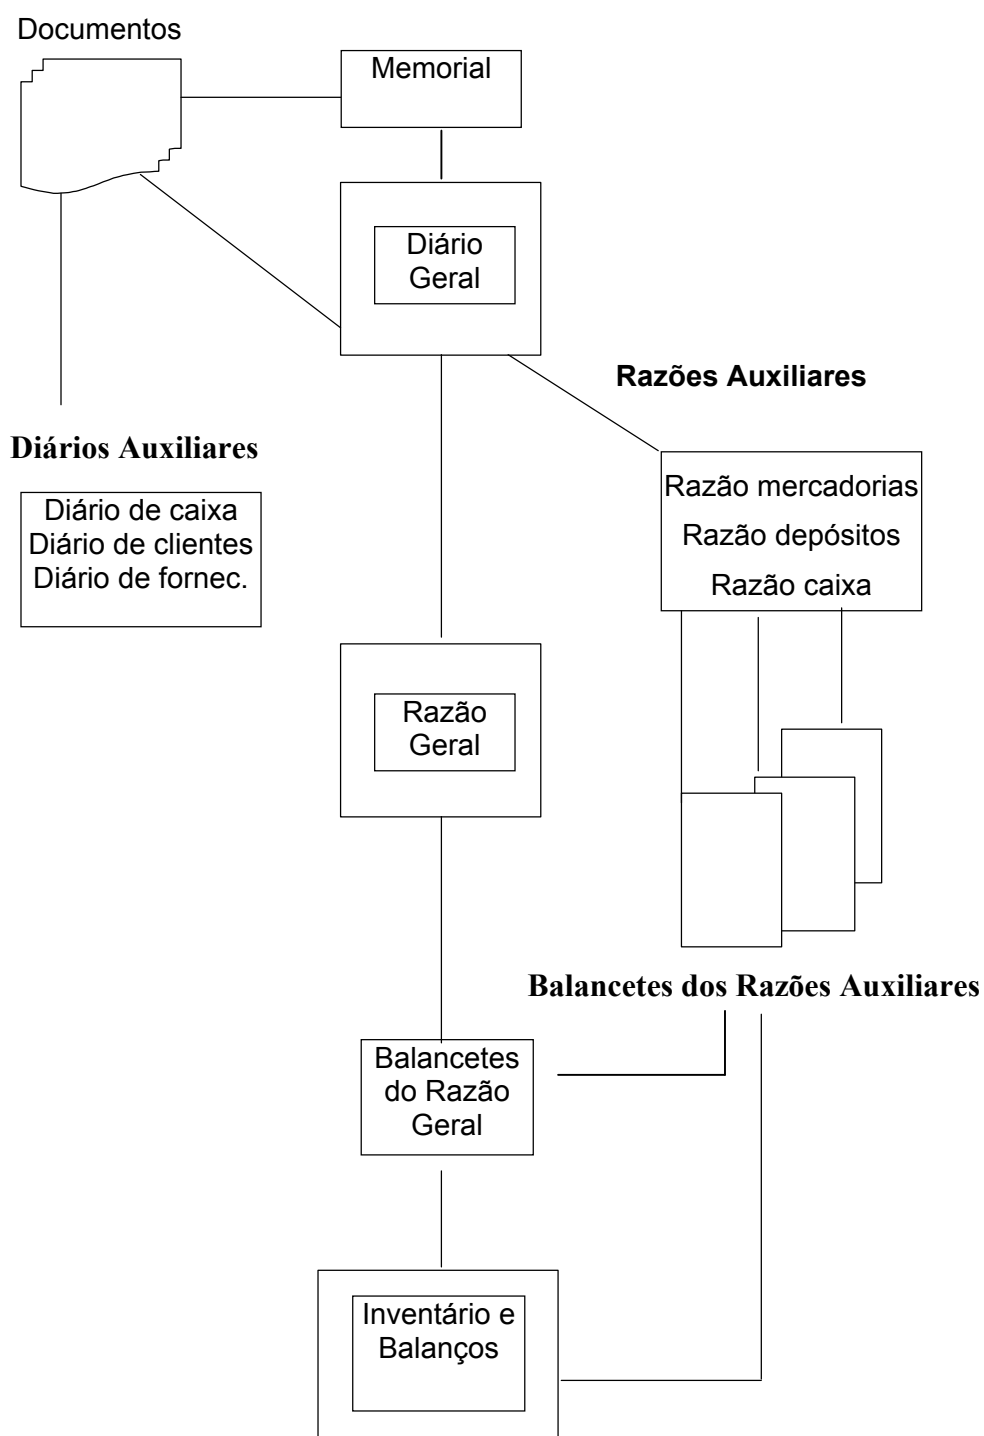 Documentos
Memorial
Diário
Geral
Razões Auxiliares
Diários Auxiliares
Razão mercadorias
Diário de caixa
Diário de clientes
Diário de fornec.
Razão depósitos
Razão caixa
Razão
Geral
Balancetes dos Razões Auxiliares
Balancetes
do Razão
Geral
Inventário e
Balanços